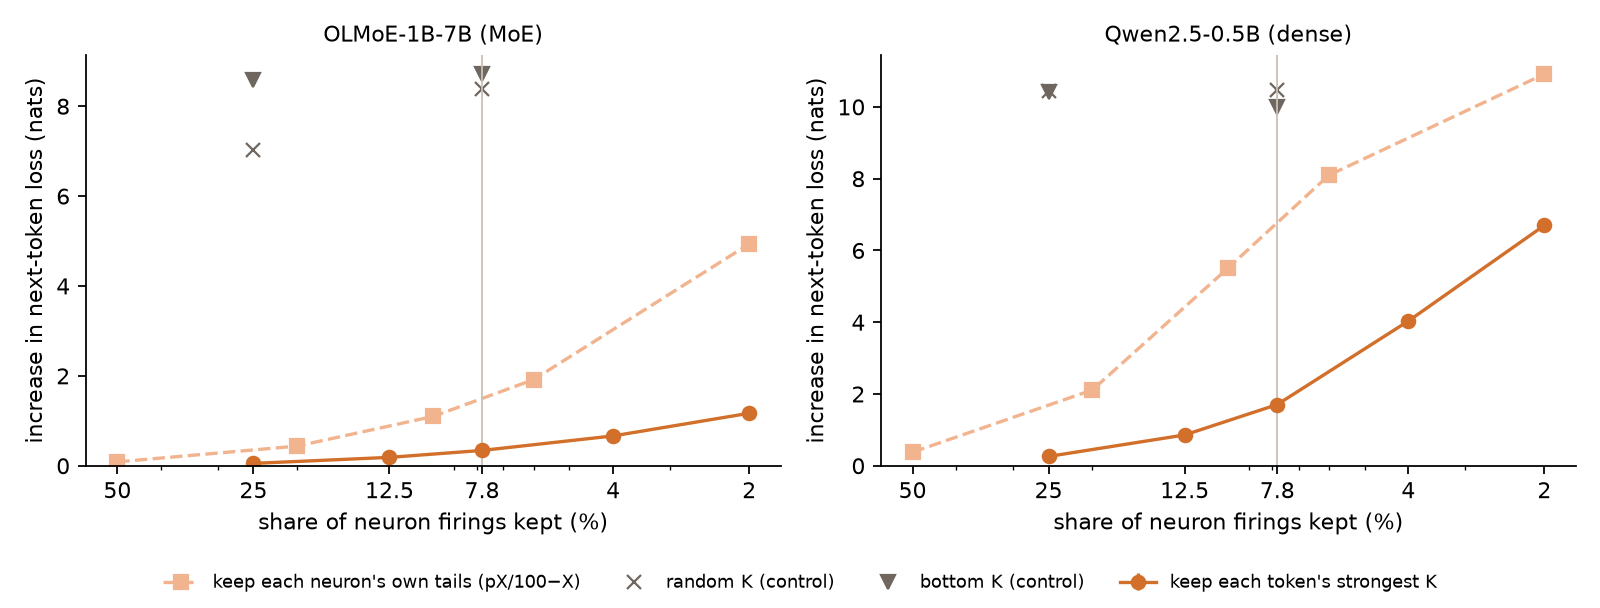 OLMoE-1B-7B (MoE)
increase in next-token loss (nats)
8
6
4
2
0
50 25 12.5 7.8 4 2
share of neuron firings kept (%)
Qwen2.5-0.5B (dense)
increase in next-token loss (nats)
10
8
6
4
2
0
50 25 12.5 7.8 4 2
share of neuron firings kept (%)
keep each neuron's own tails (pX/100−X) random K (control) bottom K (control) keep each token's strongest K